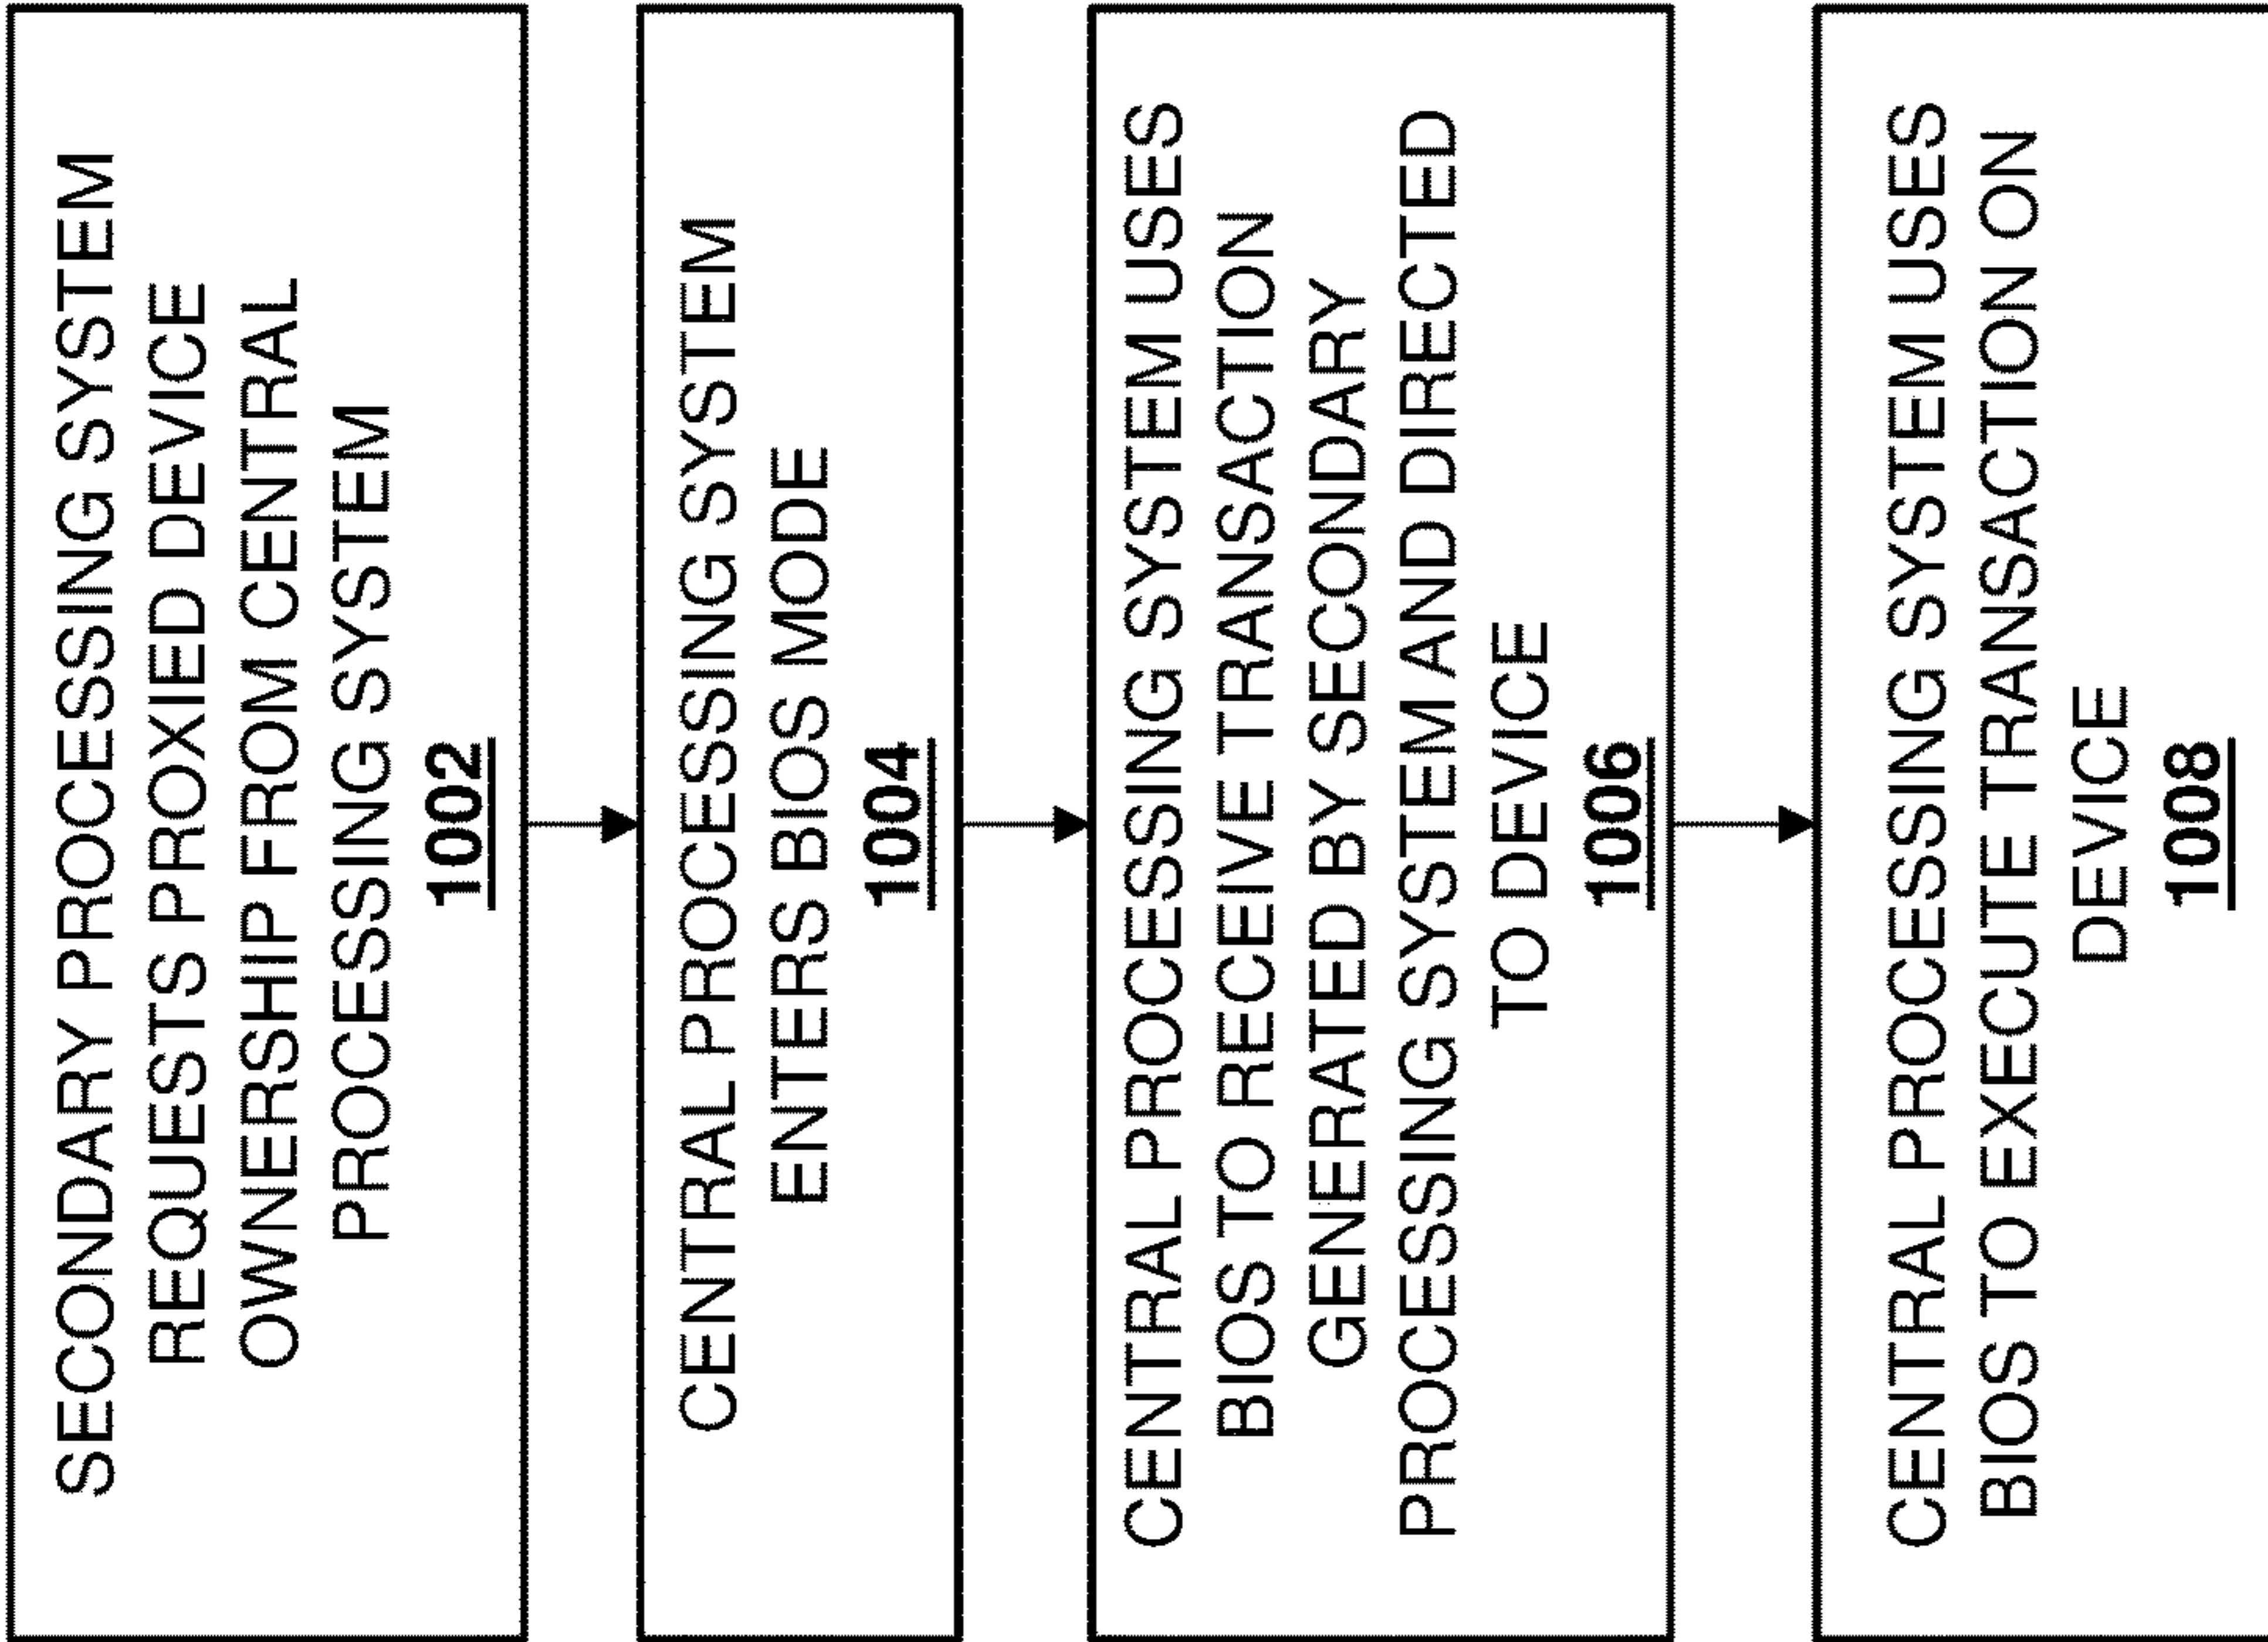 SECONDARY PROCESSING SYSTEM
REQUESTS PROXIED DEVICE
OWNERSHIP FROM CENTRAL
PROCESSING SYSTEM
1002
CENTRAL PROCESSING SYSTEM
ENTERS BIOS MODE
1004
CENTRAL PROCESSING SYSTEM USES
BIOS TO RECEIVE TRANSACTION
GENERATED BY SECONDARY
PROCESSING SYSTEM AND DIRECTED
TO DEVICE
1006
CENTRAL PROCESSING SYSTEM USES
BIOS TO EXECUTE TRANSACTION ON
DEVICE
1008